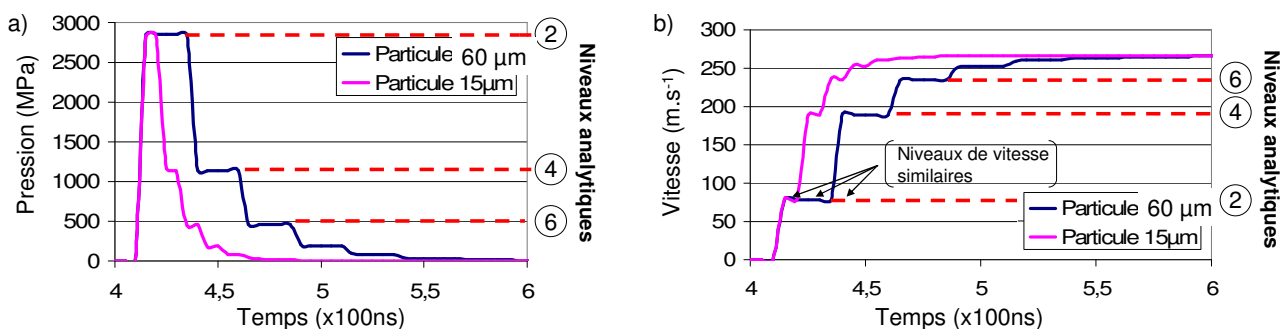 a)
Pression (MPa)
3000
2500
2000
1500
1000
500
0
4
4,5
5
5,5
6
Temps (x100ns)
Particule 60 µm
Particule 15µm
2
4
6
Niveaux analytiques
b)
Vitesse (m.s-1)
300
250
200
150
100
50
0
4
4,5
5
5,5
6
Temps (x100ns)
Niveaux de vitesse
similaires
Particule 60 µm
Particule 15µm
6
4
2
Niveaux analytiques